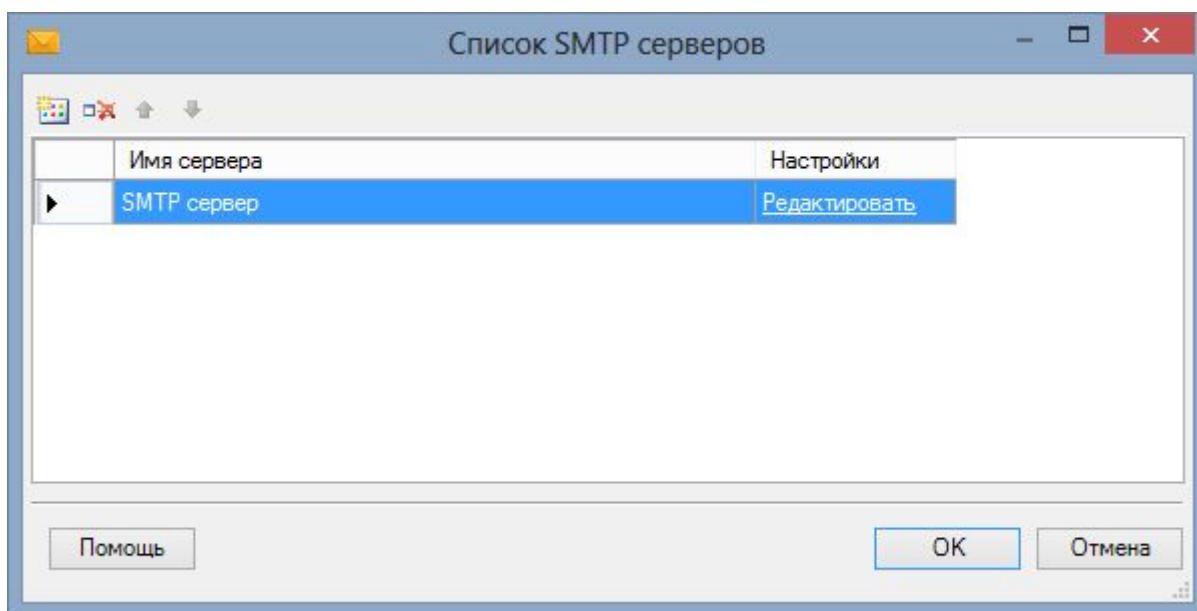 Список SMTP серверов
Имя сервера Настройки
SMTP сервер Редактировать
Помощь OK Отмена